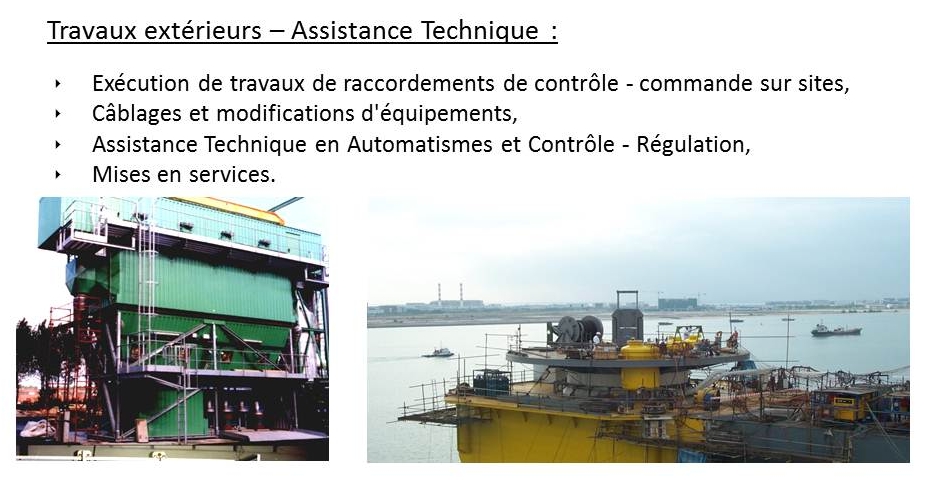 Travaux extérieurs – Assistance Technique :
‣ Exécution de travaux de raccordements de contrôle - commande sur sites,
‣ Câblages et modifications d'équipements,
‣ Assistance Technique en Automatismes et Contrôle - Régulation,
‣ Mises en services.